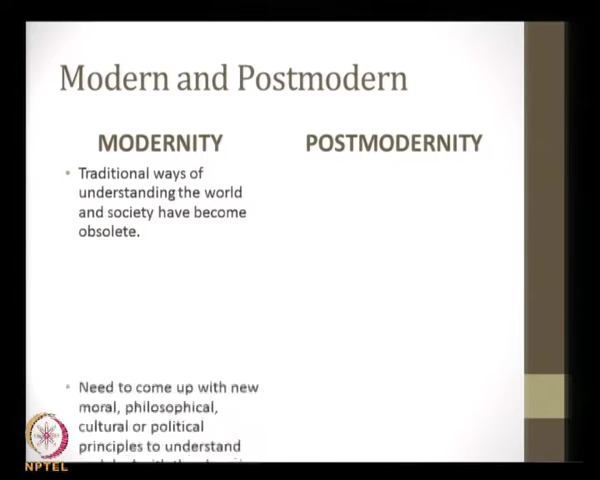 Modern and Postmodern
MODERNITY
POSTMODERNITY
Traditional ways of
understanding the world
and society have become
obsolete.
Need to come up with new
moral, philosophical,
cultural or political
principles to understand
NPTEL